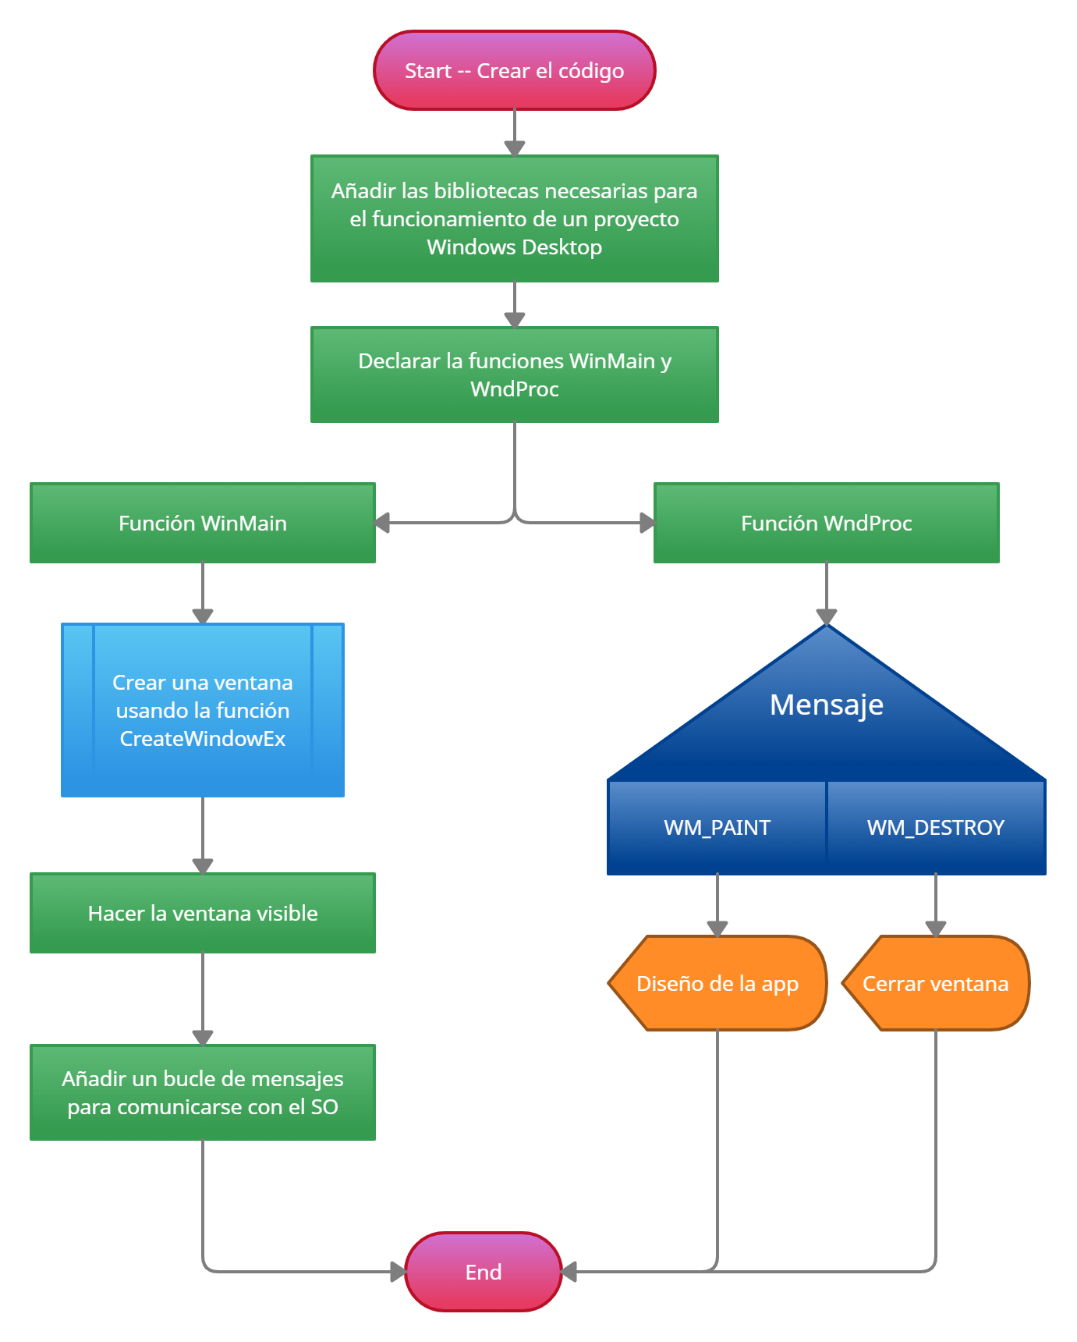 Start -- Crear el código
Añadir las bibliotecas necesarias para
el funcionamiento de un proyecto
Windows Desktop
Declarar la funciones WinMain y
WndProc
Función WinMain
Función WndProc
Crear una ventana
usando la función
CreateWindowEx
Mensaje
WM_PAINT
WM_DESTROY
Hacer la ventana visible
Diseño de la app
Cerrar ventana
Añadir un bucle de mensajes
para comunicarse con el SO
End